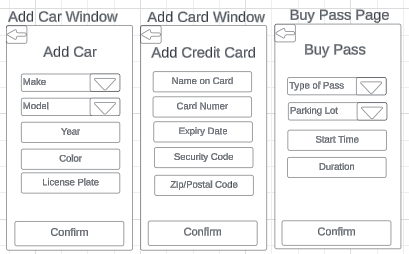 Add Car Window
Add Car
Make
Model
Year
Color
License Plate
Confirm
Add Card Window
Add Credit Card
Name on Card
Card Numer
Expiry Date
Security Code
Zip/Postal Code
Confirm
Buy Pass Page
Buy Pass
Type of Pass
Parking Lot
Start Time
Duration
Confirm